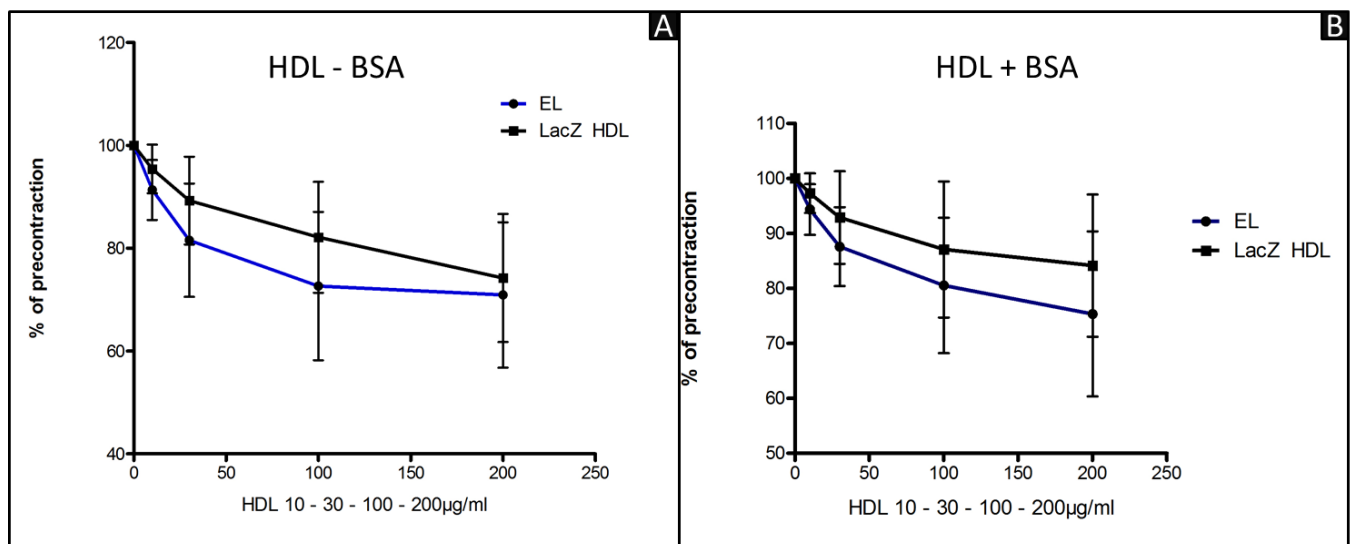 A
HDL - BSA
EL
LacZ HDL
% of precontraction
120
100
80
60
40
0
50
100
150
200
250
HDL 10 - 30 - 100 - 200µg/ml
B
HDL + BSA
EL
LacZ HDL
% of precontraction
110
100
90
80
70
60
50
0
50
100
150
200
250
HDL 10 - 30 - 100 - 200µg/ml